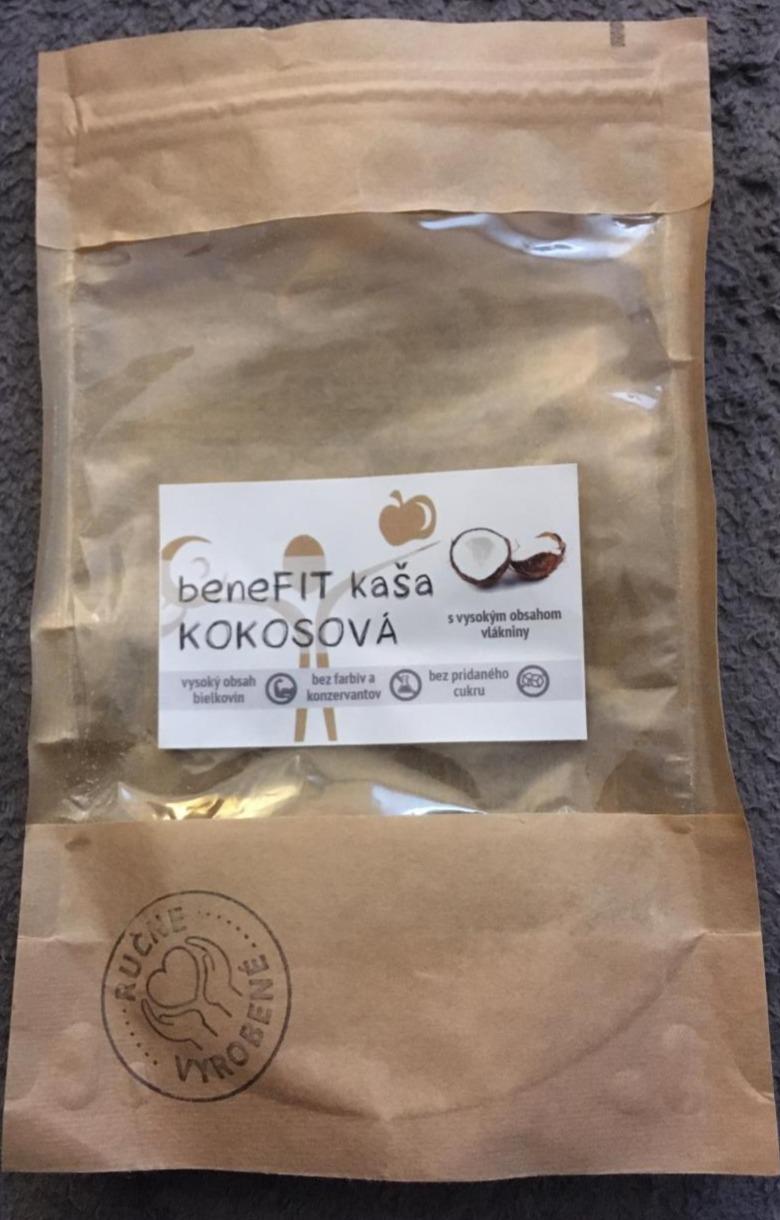 beneFIT kaša
KOKOSOVÁ
s vysokým obsahom
vlákniny
vysoký obsah
bielkovín
bez farbív a
konzervantov
bez pridaného
cukru
RUČNE
VYROBENÉ